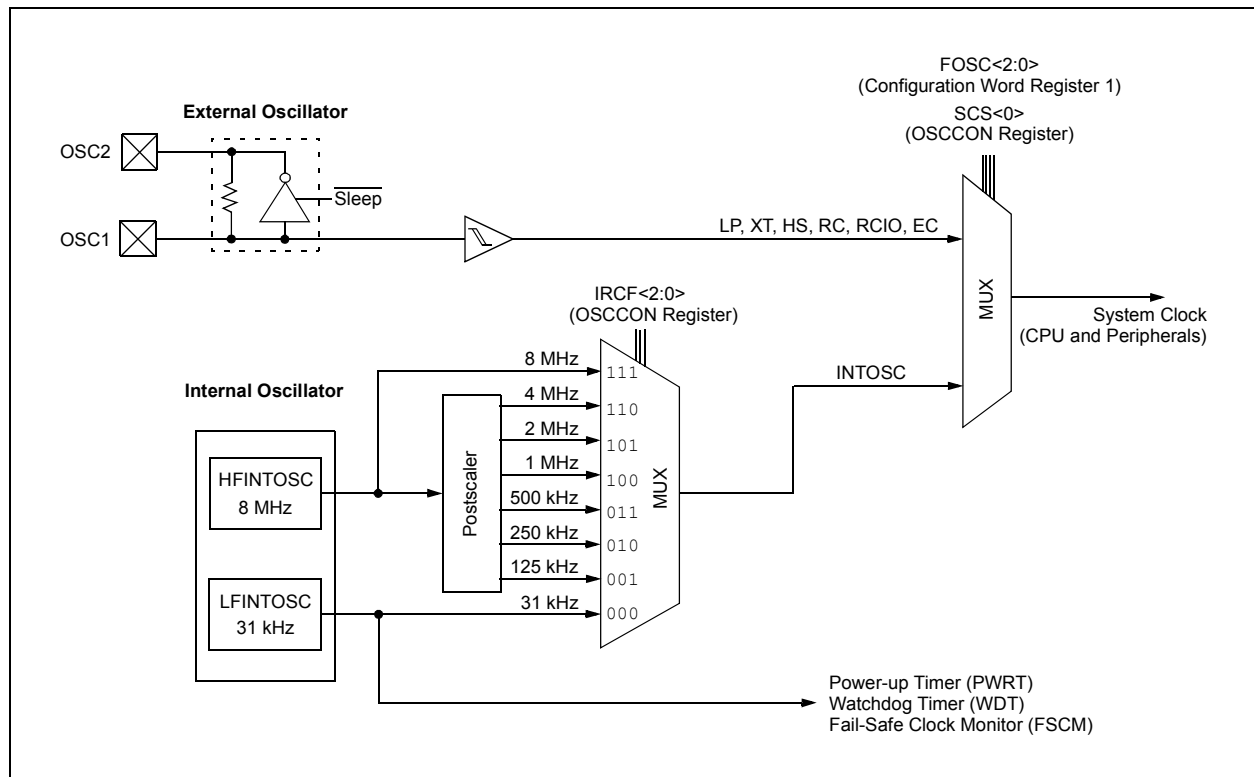 FOSC<2:0>
(Configuration Word Register 1)
SCS<0>
(OSCCON Register)
External Oscillator
OSC2
Sleep
OSC1
LP, XT, HS, RC, RCIO, EC
MUX
System Clock
(CPU and Peripherals)
IRCF<2:0>
(OSCCON Register)
Internal Oscillator
HFINTOSC
8 MHz
LFINTOSC
31 kHz
Postscaler
8 MHz
4 MHz
2 MHz
1 MHz
500 kHz
250 kHz
125 kHz
31 kHz
111
110
101
100
011
010
001
000
MUX
INTOSC
Power-up Timer (PWRT)
Watchdog Timer (WDT)
Fail-Safe Clock Monitor (FSCM)